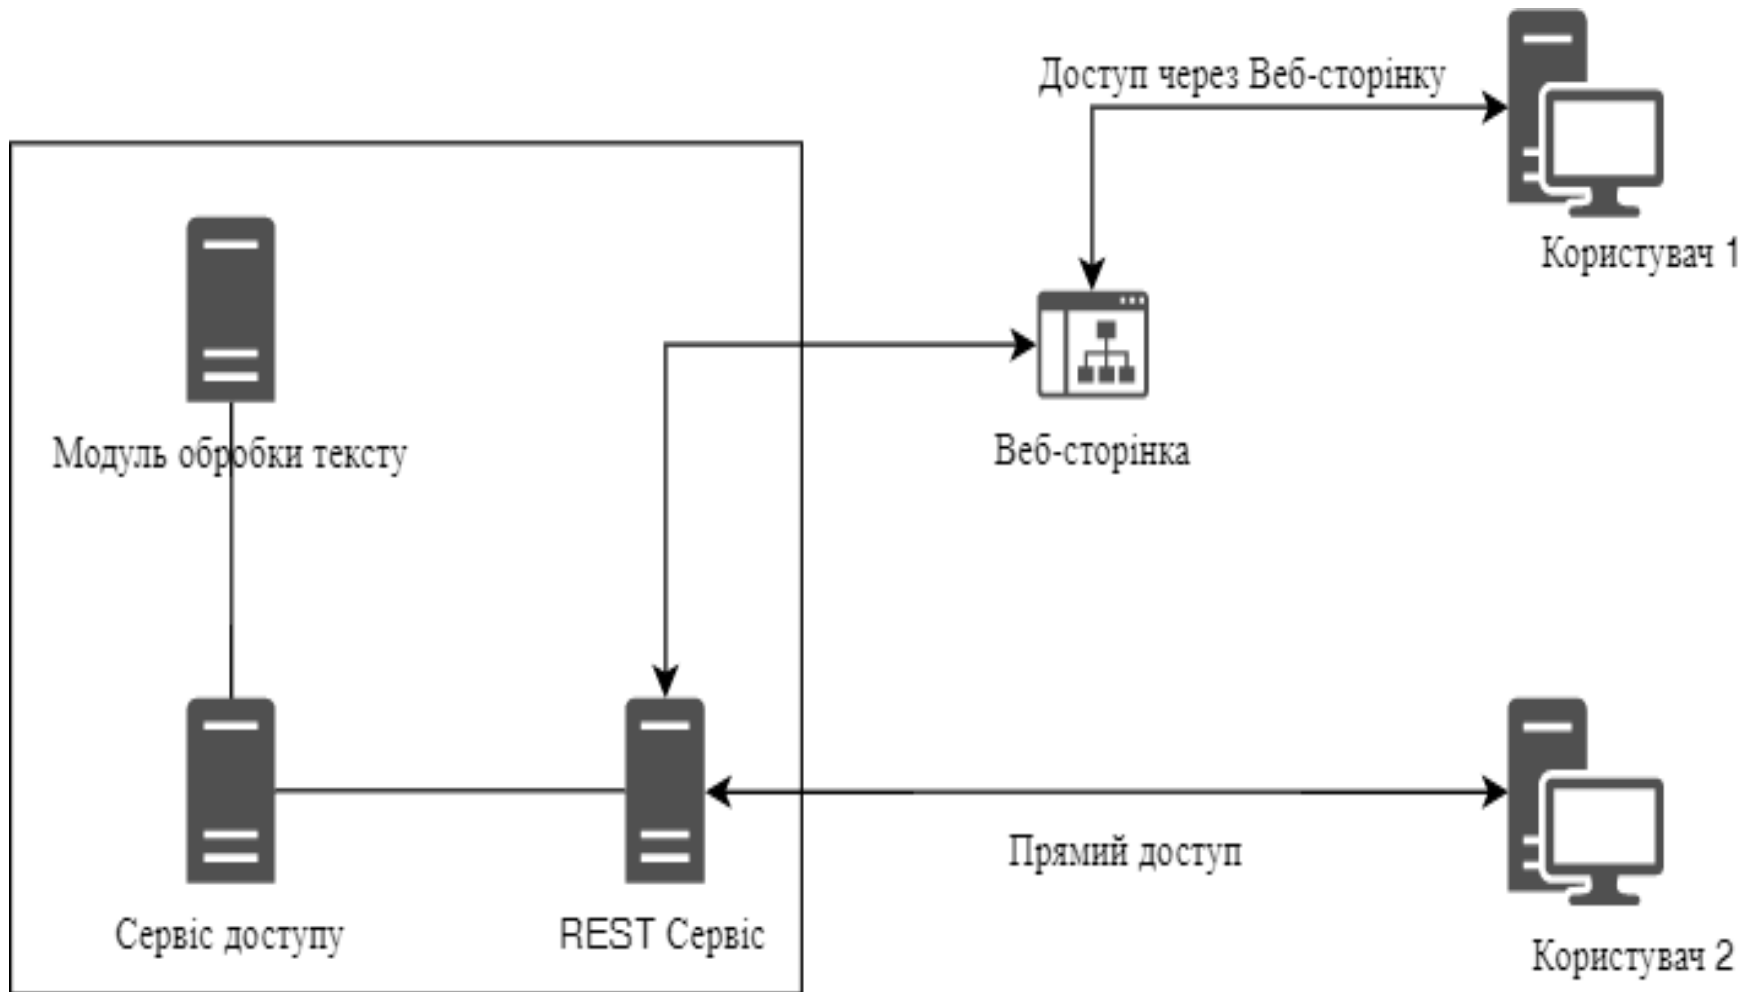 Доступ через Веб-сторінку
Користувач 1
Модуль обробки тексту
Веб-сторінка
Прямий доступ
Сервіс доступу
REST Сервіс
Користувач 2